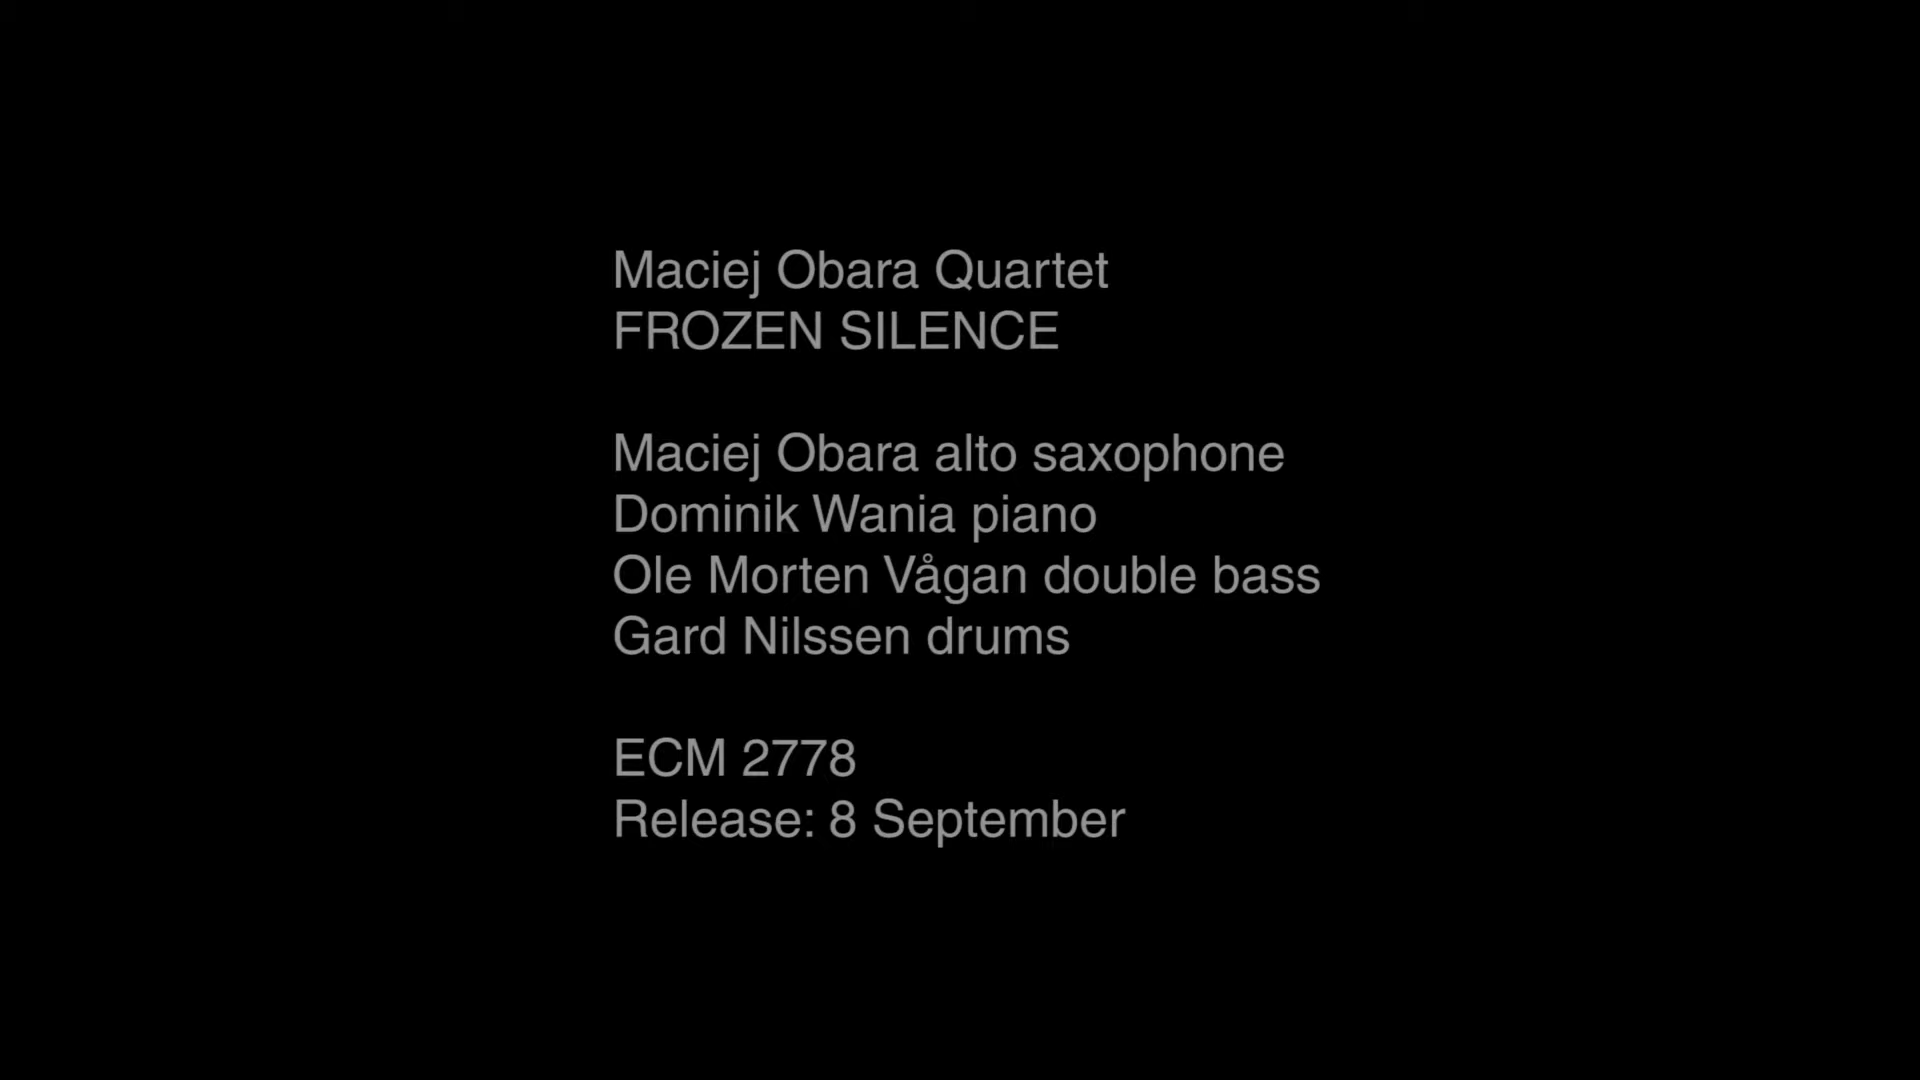 Maciej Obara Quartet
FROZEN SILENCE
Maciej Obara alto saxophone
Dominik Wania piano
Ole Morten Vågan double bass
Gard Nilssen drums
ECM 2778
Release: 8 September